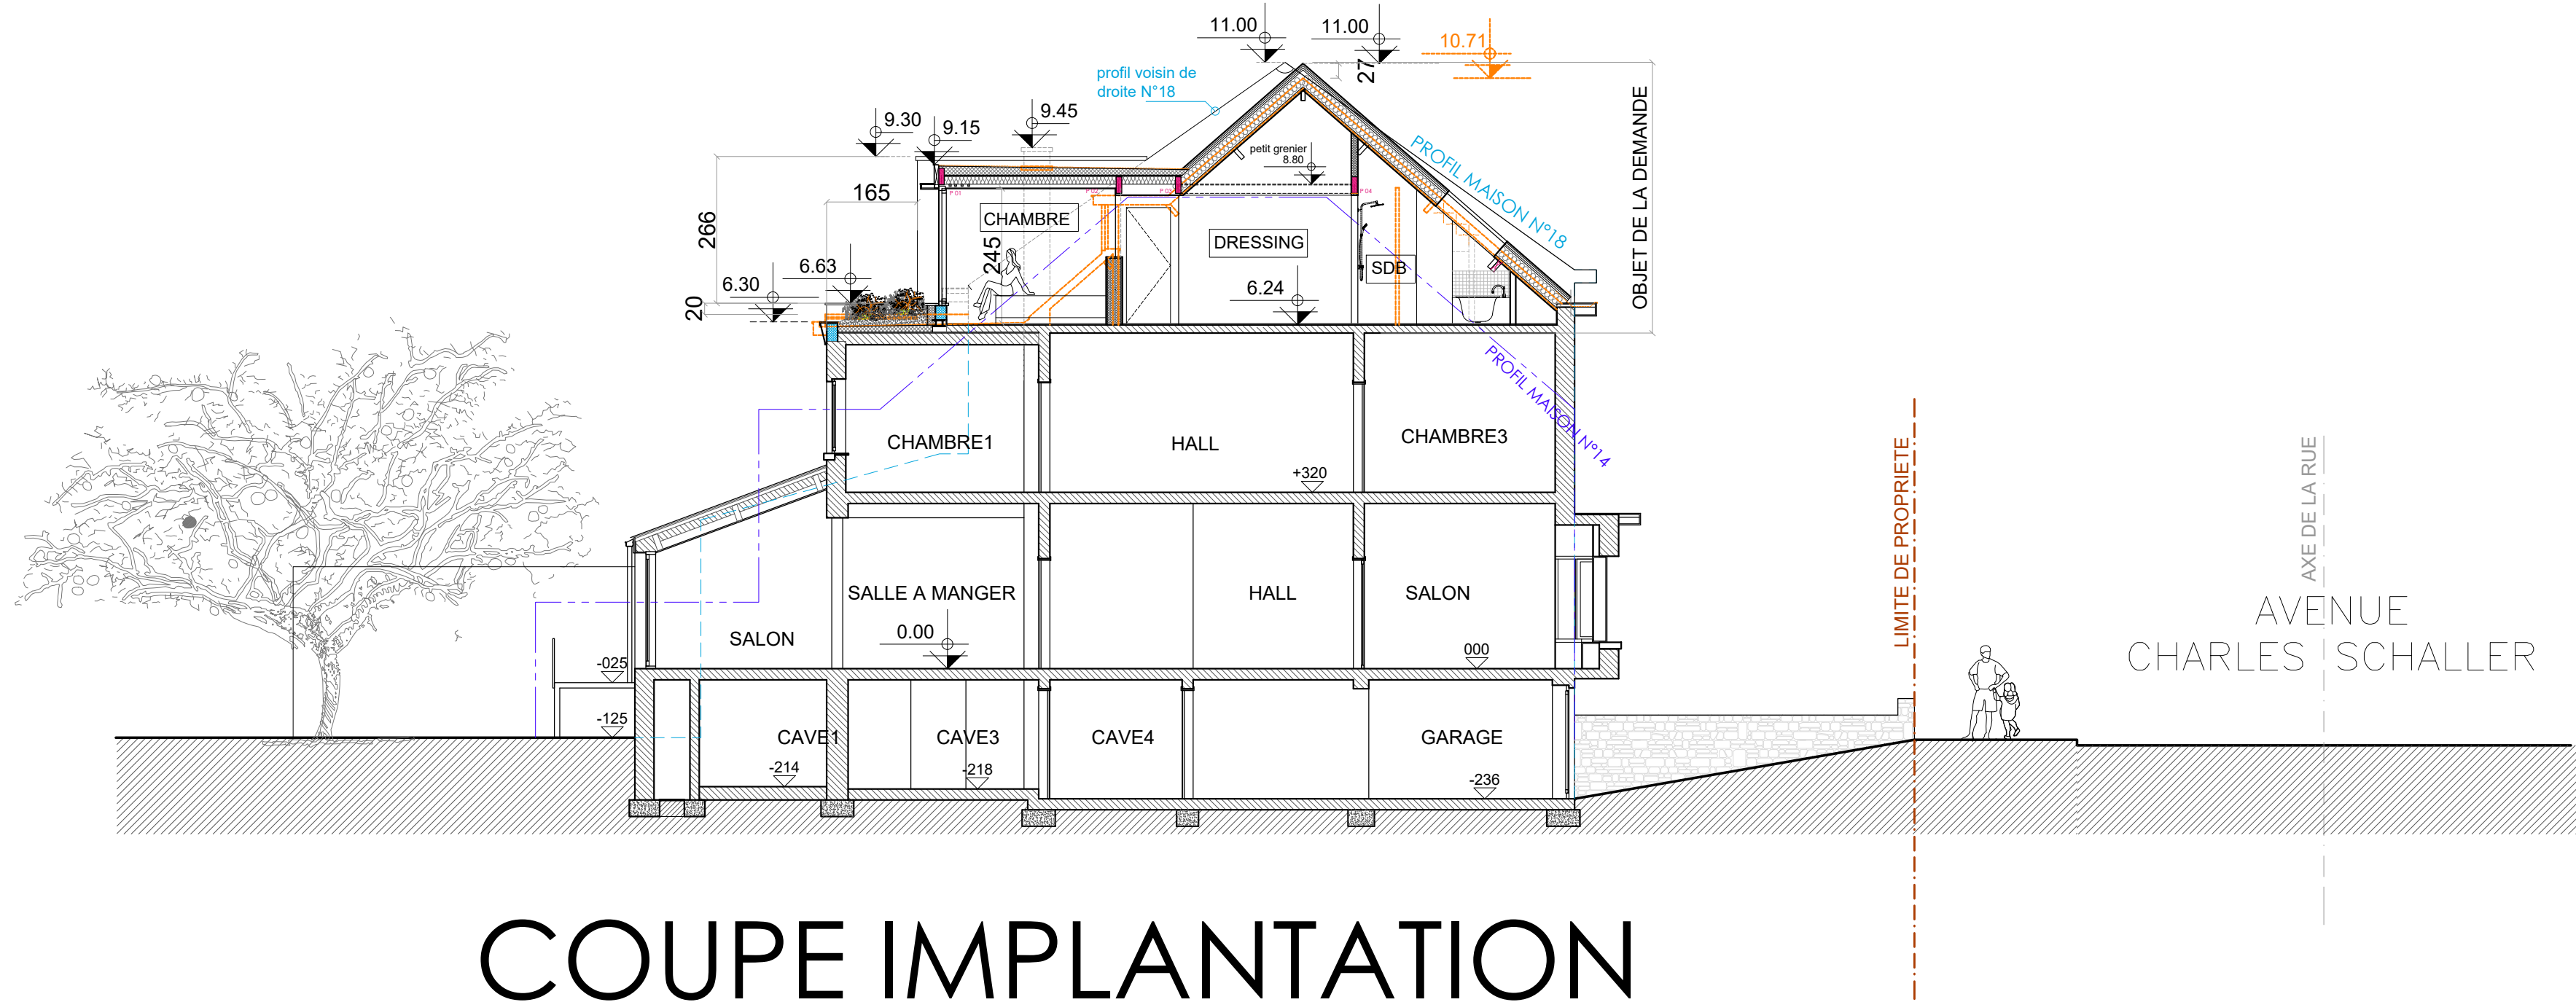 11.00
11.00
10.71
27
profil voisin de
droite N°18
9.30
9.15
9.45
petit grenier
8.80
PROFIL MAISON N°18
OBJET DE LA DEMANDE
165
266
P 01
P 02
P 03
P 04
CHAMBRE
245
DRESSING
SDB
6.30
6.63
6.24
20
PROFIL MAISON N°14
CHAMBRE1
HALL
CHAMBRE3
+320
LIMITE DE PROPRIETE
AXE DE LA RUE
SALLE A MANGER
HALL
SALON
SALON
0.00
000
AVENUE
CHARLES SCHALLER
-025
-125
CAVE1
CAVE3
CAVE4
GARAGE
-214
-218
-236
COUPE IMPLANTATION